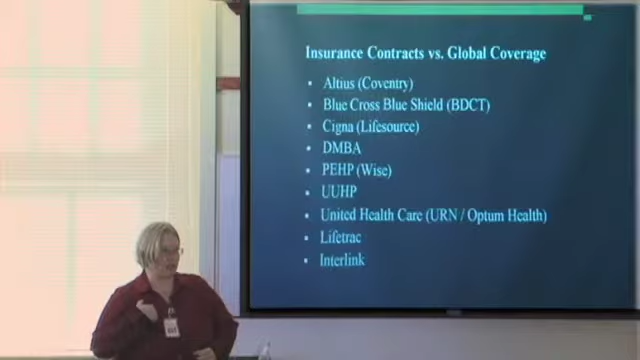 Insurance Contracts vs. Global Coverage
Altius (Coventry)
Blue Cross Blue Shield (BDCT)
Cigna (Lifesource)
DMBA
PEHP (Wise)
UUHP
United Health Care (URN / Optum Health)
Lifetrac
Interlink